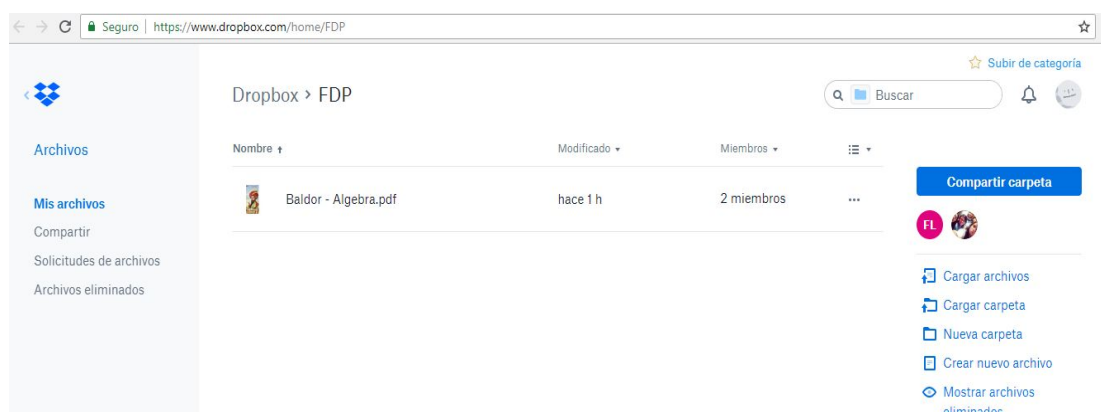 Seguro | https://www.dropbox.com/home/FDP
Subir de categoría
Dropbox > FDP
Buscar
Archivos
Mis archivos
Compartir
Solicitudes de archivos
Archivos eliminados
Nombre ↑ Modificado Miembros
Baldor - Algebra.pdf hace 1 h 2 miembros ...
Compartir carpeta
FL
Cargar archivos
Cargar carpeta
Nueva carpeta
Crear nuevo archivo
Mostrar archivos
eliminados